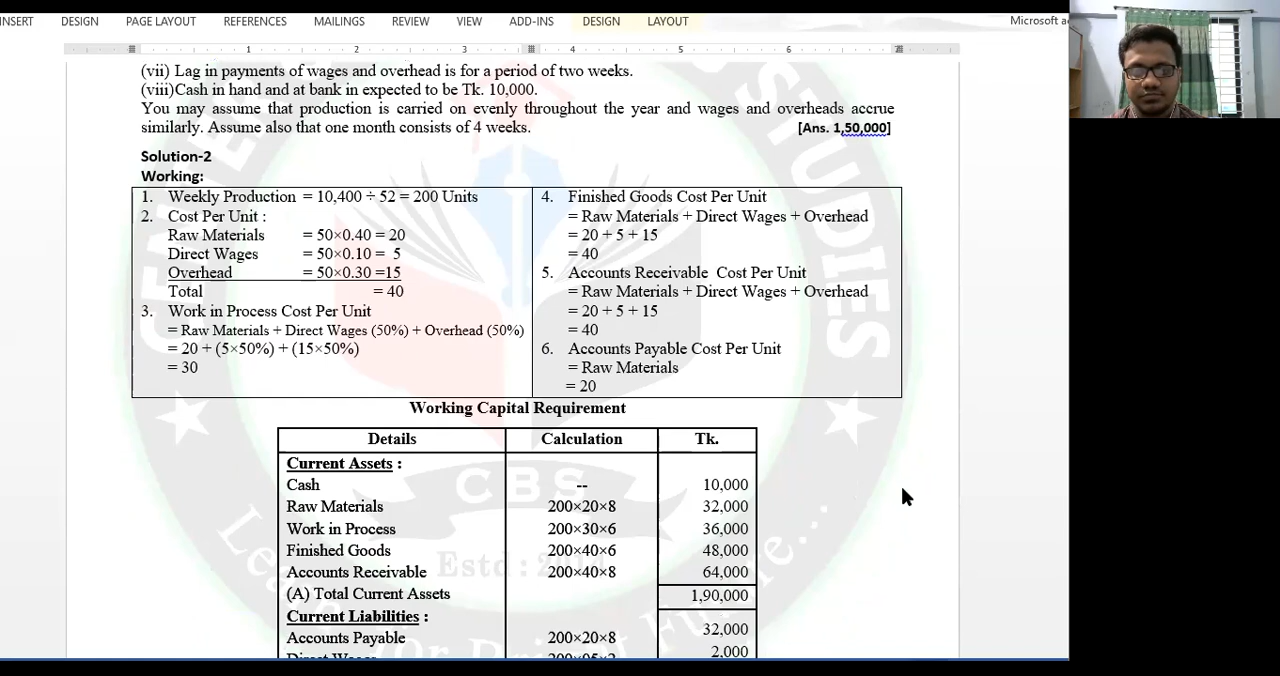 INSERT DESIGN PAGE LAYOUT REFERENCES MAILINGS REVIEW VIEW ADD-INS DESIGN LAYOUT Microsoft a
1 2 3 4 5 6
(vii) Lag in payments of wages and overhead is for a period of two weeks.
(viii)Cash in hand and at bank in expected to be Tk. 10,000.
You may assume that production is carried on evenly throughout the year and wages and overheads accrue
similarly. Assume also that one month consists of 4 weeks. [Ans. 1,50,000]
Solution-2
Working:
1. Weekly Production = 10,400 ÷ 52 = 200 Units
2. Cost Per Unit :
Raw Materials = 50×0.40 = 20
Direct Wages = 50×0.10 = 5
Overhead = 50×0.30 =15
Total = 40
3. Work in Process Cost Per Unit
= Raw Materials + Direct Wages (50%) + Overhead (50%)
= 20 + (5×50%) + (15×50%)
= 30
4. Finished Goods Cost Per Unit
= Raw Materials + Direct Wages + Overhead
= 20 + 5 + 15
= 40
5. Accounts Receivable Cost Per Unit
= Raw Materials + Direct Wages + Overhead
= 20 + 5 + 15
= 40
6. Accounts Payable Cost Per Unit
= Raw Materials
= 20
Working Capital Requirement
Details Calculation Tk.
Current Assets :
Cash -- 10,000
Raw Materials 200×20×8 32,000
Work in Process 200×30×6 36,000
Finished Goods 200×40×6 48,000
Accounts Receivable 200×40×8 64,000
(A) Total Current Assets 1,90,000
Current Liabilities :
Accounts Payable 200×20×8 32,000
2,000
CBS
Estd :